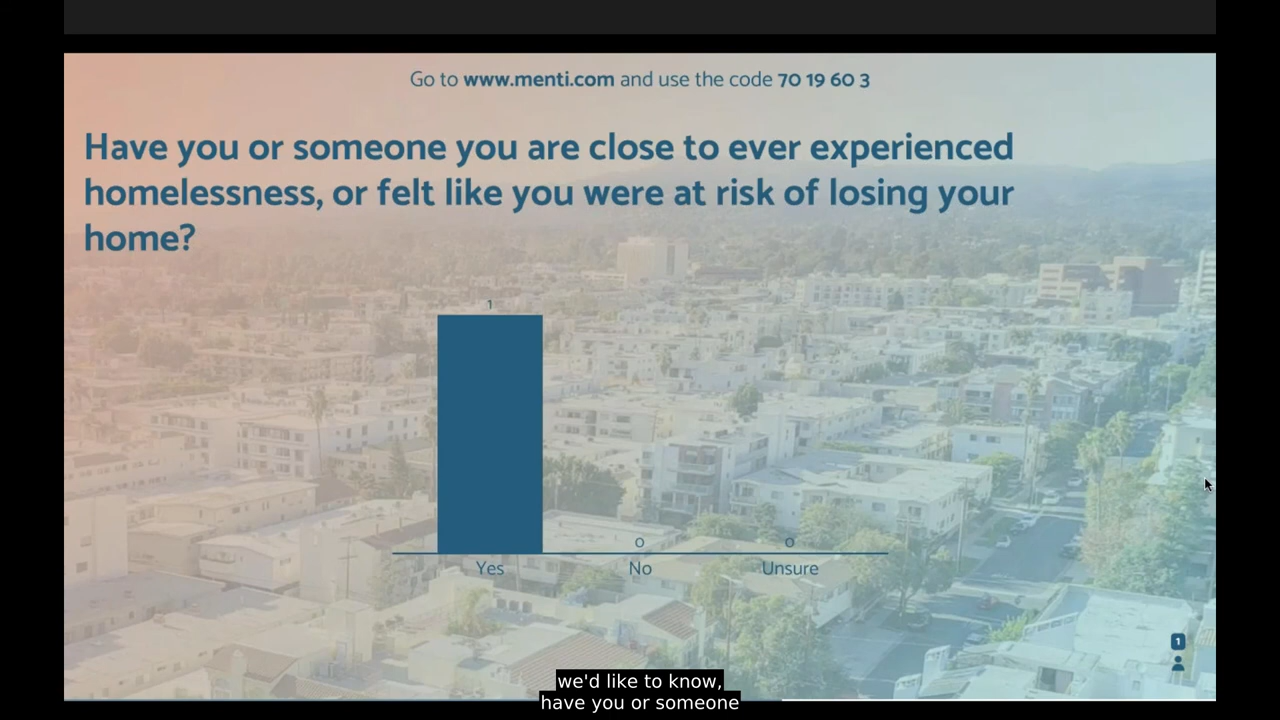 Go to www.menti.com and use the code 70 19 60 3
Have you or someone you are close to ever experienced
homelessness, or felt like you were at risk of losing your
home?
1
0
0
Yes
No
Unsure
1
we'd like to know,
have you or someone